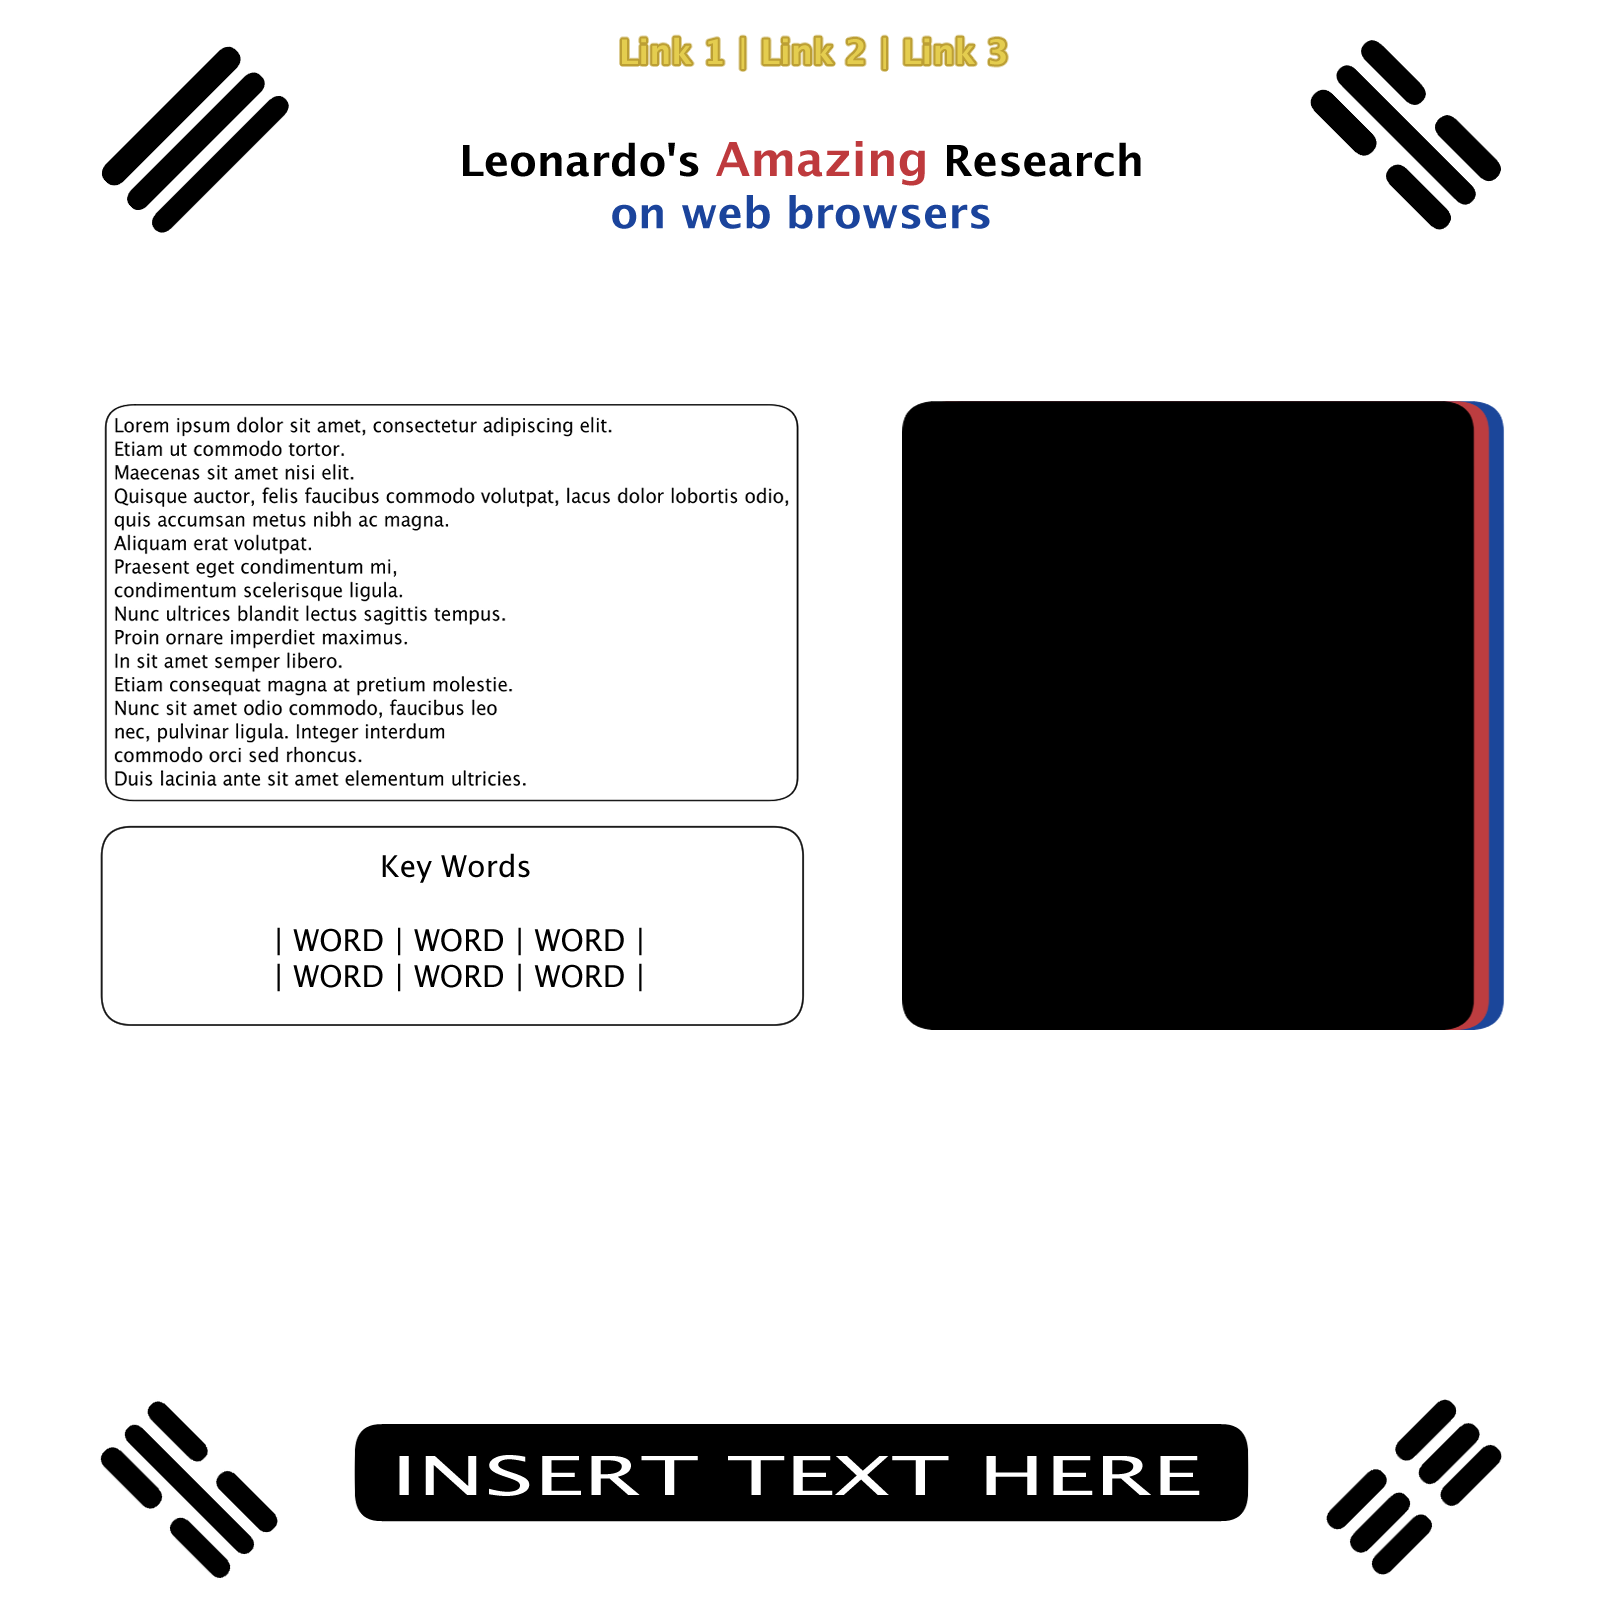 Link 1 | Link 2 | Link 3
Leonardo's Amazing Research
on web browsers
Lorem ipsum dolor sit amet, consectetur adipiscing elit.
Etiam ut commodo tortor.
Maecenas sit amet nisi elit.
Quisque auctor, felis faucibus commodo volutpat, lacus dolor lobortis odio,
quis accumsan metus nibh ac magna.
Aliquam erat volutpat.
Praesent eget condimentum mi,
condimentum scelerisque ligula.
Nunc ultrices blandit lectus sagittis tempus.
Proin ornare imperdiet maximus.
In sit amet semper libero.
Etiam consequat magna at pretium molestie.
Nunc sit amet odio commodo, faucibus leo
nec, pulvinar ligula. Integer interdum
commodo orci sed rhoncus.
Duis lacinia ante sit amet elementum ultricies.
Key Words
| WORD | WORD | WORD |
| WORD | WORD | WORD |
INSERT TEXT HERE